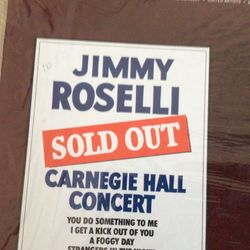 JIMMY
ROSELLI
SOLD OUT
CARNEGIE HALL
CONCERT
YOU DO SOMETHING TO ME
I GET A KICK OUT OF YOU
A FOGGY DAY